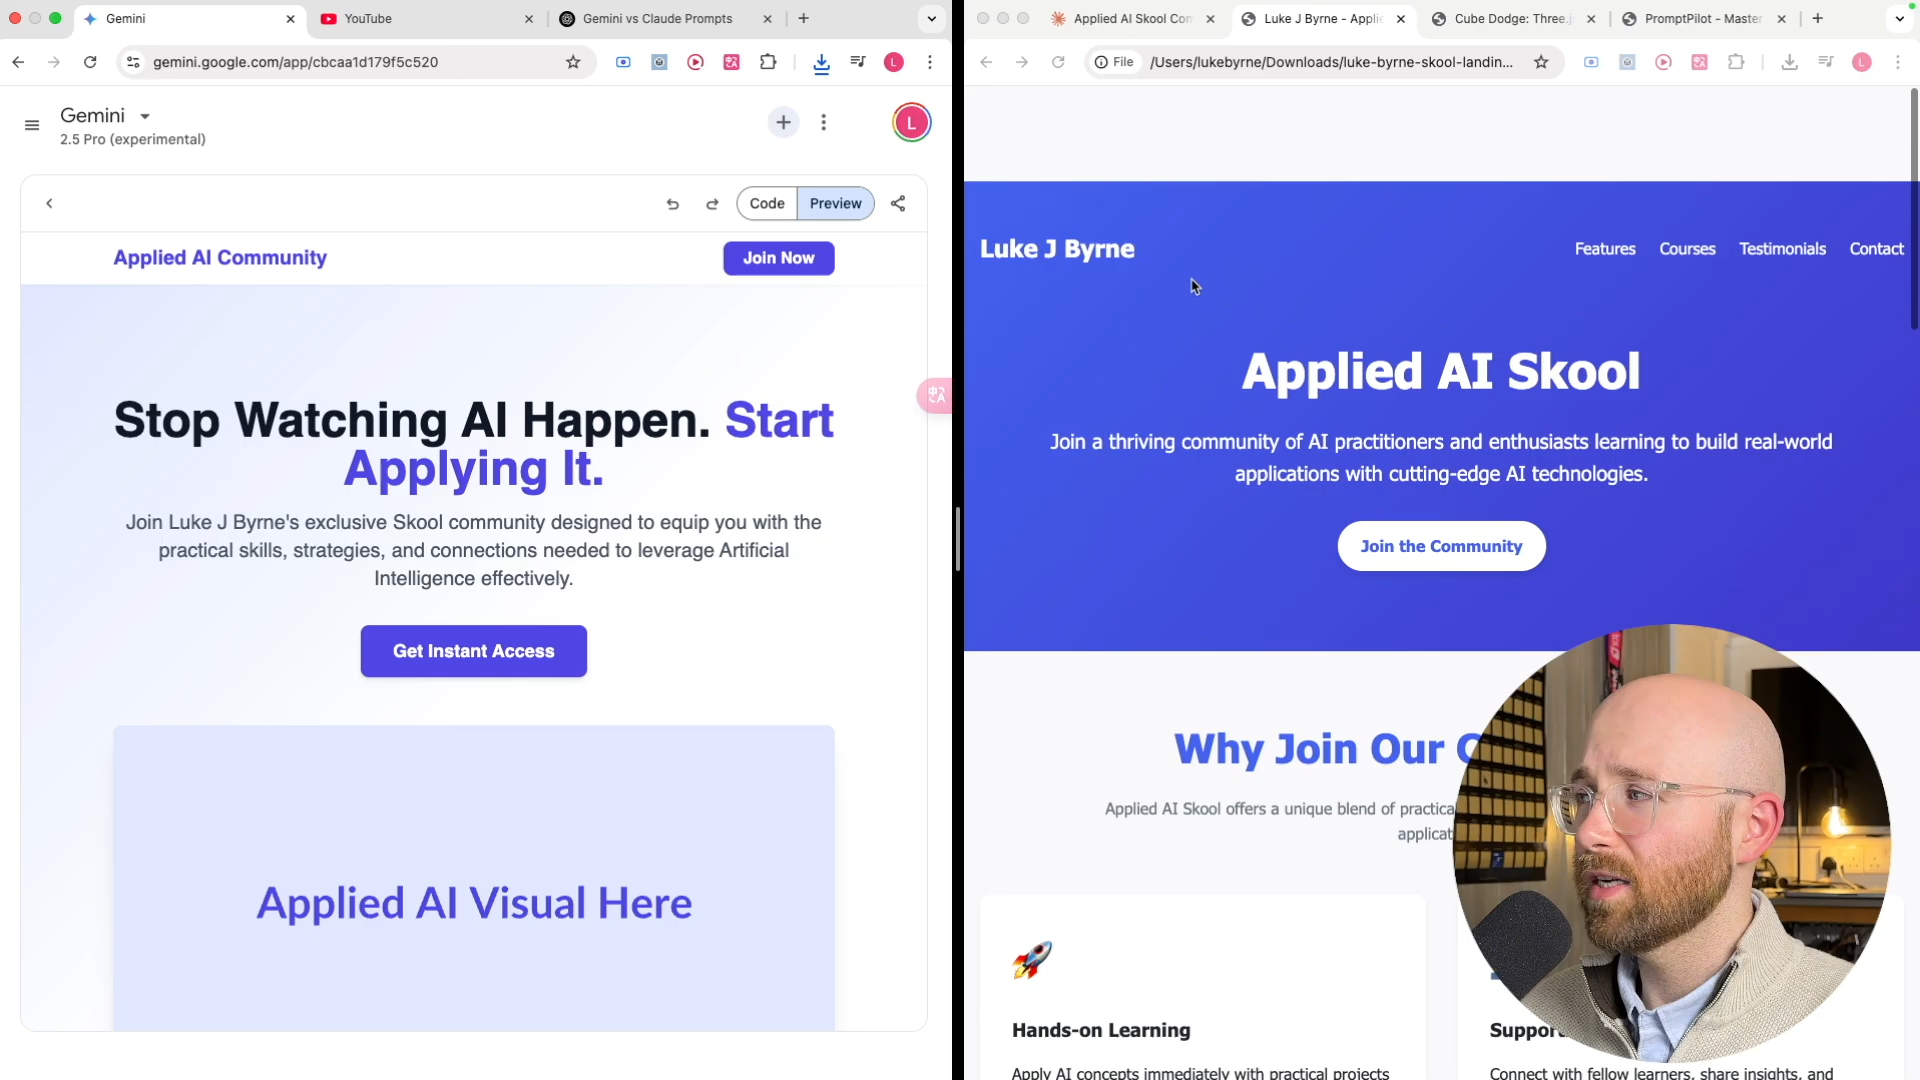 Gemini
YouTube
Gemini vs Claude Prompts
gemini.google.com/app/cbcaa1d179f5c520
L
Gemini
2.5 Pro (experimental)
L
Code
Preview
Applied AI Community
Join Now
Stop Watching AI Happen. Start
Applying It.
Join Luke J Byrne's exclusive Skool community designed to equip you with the
practical skills, strategies, and connections needed to leverage Artificial
Intelligence effectively.
Get Instant Access
Applied AI Visual Here
Applied AI Skool Con
Luke J Byrne - Applie
Cube Dodge: Three.j
PromptPilot - Master
File
/Users/lukebyrne/Downloads/luke-byrne-skool-landin...
L
Luke J Byrne
Features
Courses
Testimonials
Contact
Applied AI Skool
Join a thriving community of AI practitioners and enthusiasts learning to build real-world
applications with cutting-edge AI technologies.
Join the Community
Why Join Our
Applied AI Skool offers a unique blend of practica
applicat
Hands-on Learning
Apply AI concepts immediately with practical projects
Suppor
Connect with fellow learners, share insights, and